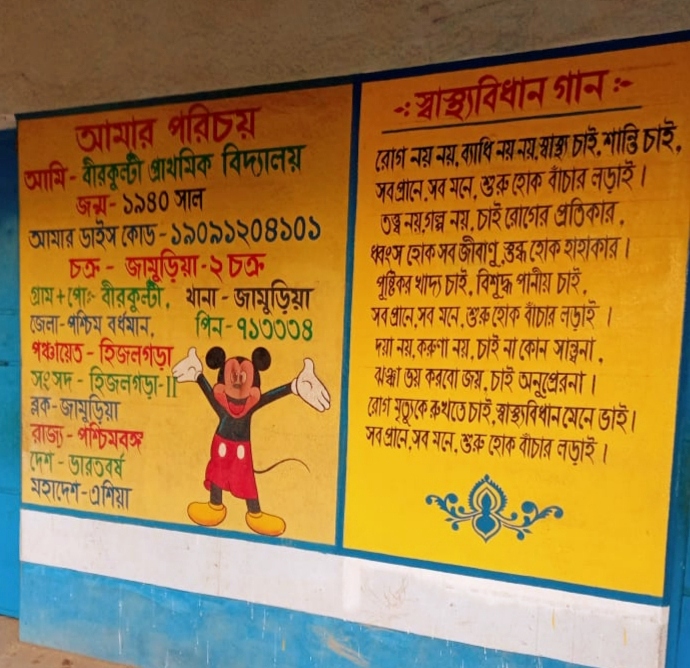 আমার পরিচয়
আমি - বীরকুল্টী প্রাথমিক বিদ্যালয়
জন্ম - ১৯৪০ সাল
আমার ডাইস কোড - ১৯০৯১২০৪১০১
চক্র - জামুড়িয়া - ২ চক্র
গ্রাম + পোঃ- বীরকুল্টী, থানা - জামুড়িয়া
জেলা - পশ্চিম বর্ধমান, পিন - ৭১৩৩৩৪
পঞ্চায়েত - হিজলগড়া
সংসদ - হিজলগড়া-II
ব্লক - জামুড়িয়া
রাজ্য - পশ্চিমবঙ্গ
দেশ - ভারতবর্ষ
মহাদেশ - এশিয়া
-ঃ স্বাস্থ্যবিধান গান ঃ-
রোগ নয় নয়, ব্যাধি নয় নয়, স্বাস্থ্য চাই, শান্তি চাই,
সব প্রানে, সব মনে, শুরু হোক বাঁচার লড়াই।
তত্ত্ব নয়, গল্প নয়, চাই রোগের প্রতিকার,
ধ্বংস হোক সব জীবাণু, স্তব্ধ হোক হাহাকার।
পুষ্টিকর খাদ্য চাই, বিশুদ্ধ পানীয় চাই,
সব প্রানে, সব মনে, শুরু হোক বাঁচার লড়াই।
দয়া নয়, করুণা নয়, চাই না কোন সান্ত্বনা,
ঝঞ্ঝা ভয় করবো জয়, চাই অনুপ্রেরনা।
রোগ মৃত্যুকে রুখতে চাই, স্বাস্থ্যবিধান মেনে ভাই।
সব প্রানে, সব মনে, শুরু হোক বাঁচার লড়াই।